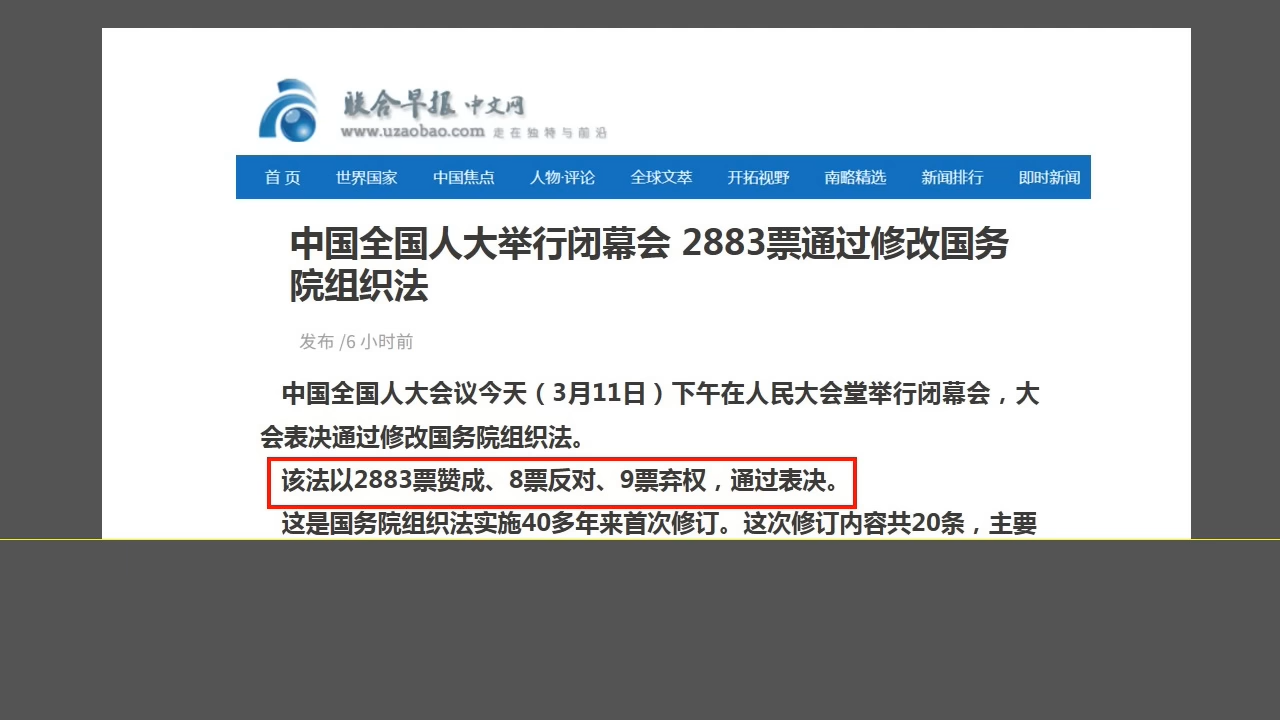 联合早报 中文网
www.uzaobao.com 走在独特与前沿
首 页 世界国家 中国焦点 人物·评论 全球文萃 开拓视野 南略精选 新闻排行 即时新闻
中国全国人大举行闭幕会 2883票通过修改国务
院组织法
发布 /6 小时前
中国全国人大会议今天（3月11日）下午在人民大会堂举行闭幕会，大
会表决通过修改国务院组织法。
该法以2883票赞成、8票反对、9票弃权，通过表决。
这是国务院组织法实施40多年来首次修订。这次修订内容共20条，主要